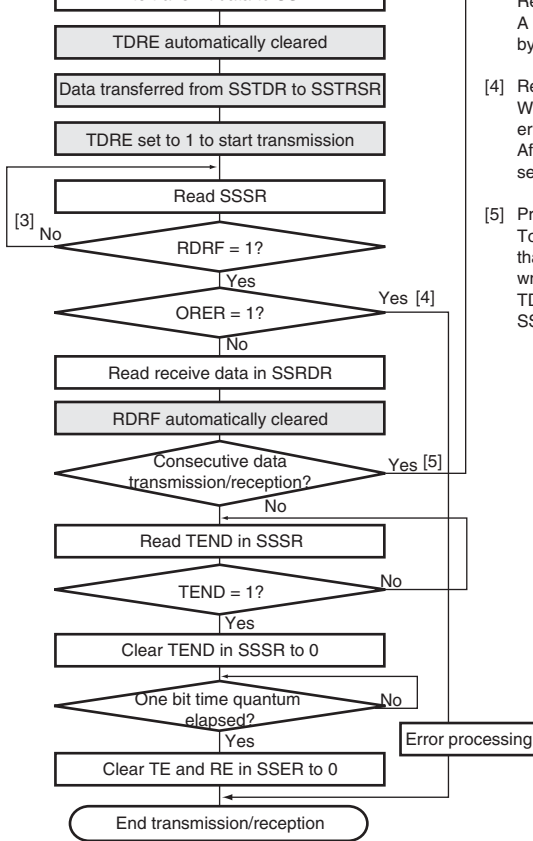 TDRE automatically cleared
Data transferred from SSTDR to SSTRSR
TDRE set to 1 to start transmission
Read SSSR
[3]
No
RDRF = 1?
Yes
ORER = 1?
Yes [4]
No
Read receive data in SSRDR
RDRF automatically cleared
Consecutive data
transmission/reception?
Yes [5]
No
Read TEND in SSSR
TEND = 1?
No
Yes
Clear TEND in SSSR to 0
One bit time quantum
elapsed?
No
Yes
Error processing
Clear TE and RE in SSER to 0
End transmission/reception
A
by
[4] Re
W
er
Af
se
[5] Pr
To
tha
wr
TD
SS